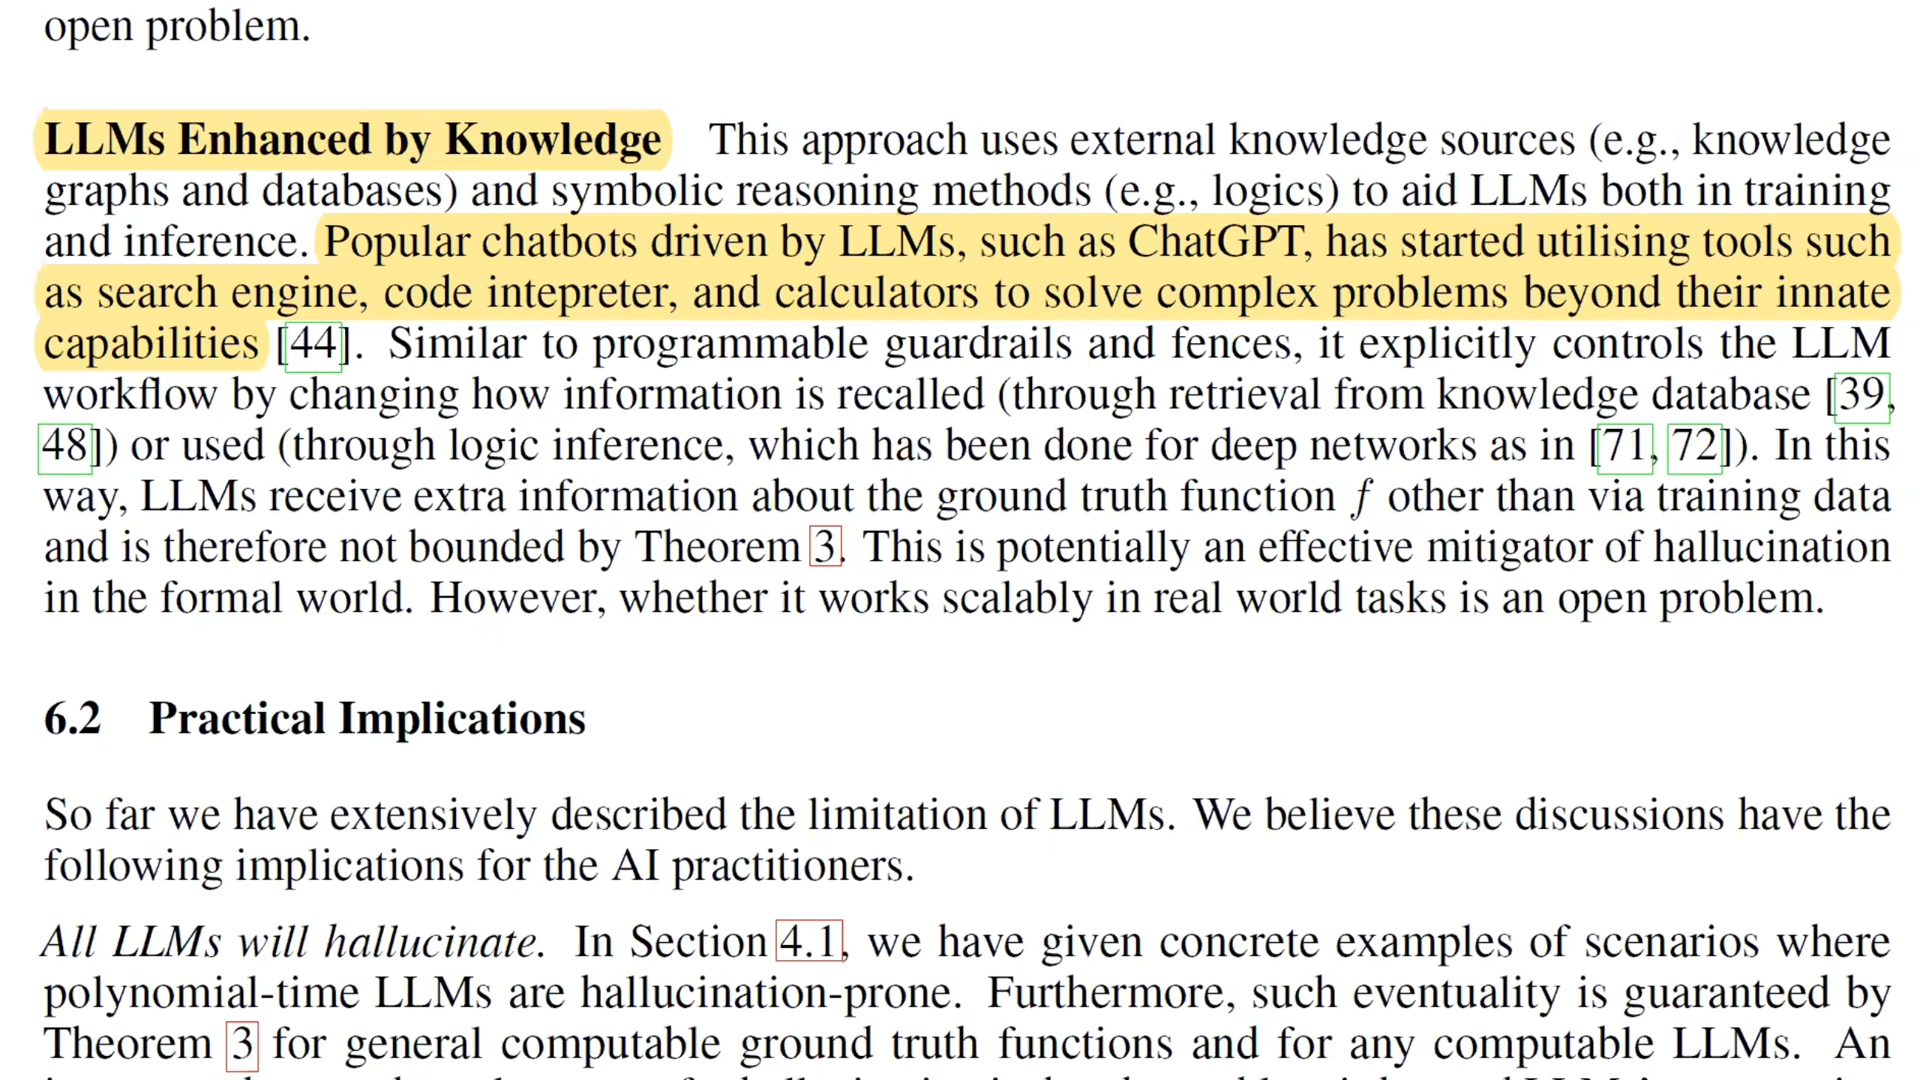 open problem.
LLMs Enhanced by Knowledge This approach uses external knowledge sources (e.g., knowledge
graphs and databases) and symbolic reasoning methods (e.g., logics) to aid LLMs both in training
and inference. Popular chatbots driven by LLMs, such as ChatGPT, has started utilising tools such
as search engine, code intepreter, and calculators to solve complex problems beyond their innate
capabilities [44]. Similar to programmable guardrails and fences, it explicitly controls the LLM
workflow by changing how information is recalled (through retrieval from knowledge database [39,
48]) or used (through logic inference, which has been done for deep networks as in [71, 72]). In this
way, LLMs receive extra information about the ground truth function f other than via training data
and is therefore not bounded by Theorem 3. This is potentially an effective mitigator of hallucination
in the formal world. However, whether it works scalably in real world tasks is an open problem.
6.2 Practical Implications
So far we have extensively described the limitation of LLMs. We believe these discussions have the
following implications for the AI practitioners.
All LLMs will hallucinate. In Section 4.1, we have given concrete examples of scenarios where
polynomial-time LLMs are hallucination-prone. Furthermore, such eventuality is guaranteed by
Theorem 3 for general computable ground truth functions and for any computable LLMs. An